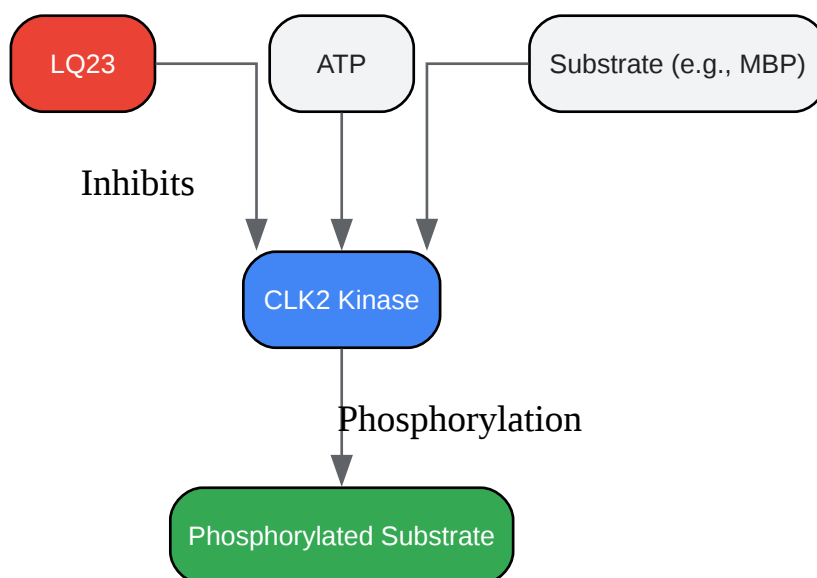 LQ23
ATP
Substrate (e.g., MBP)
Inhibits
CLK2 Kinase
Phosphorylation
Phosphorylated Substrate